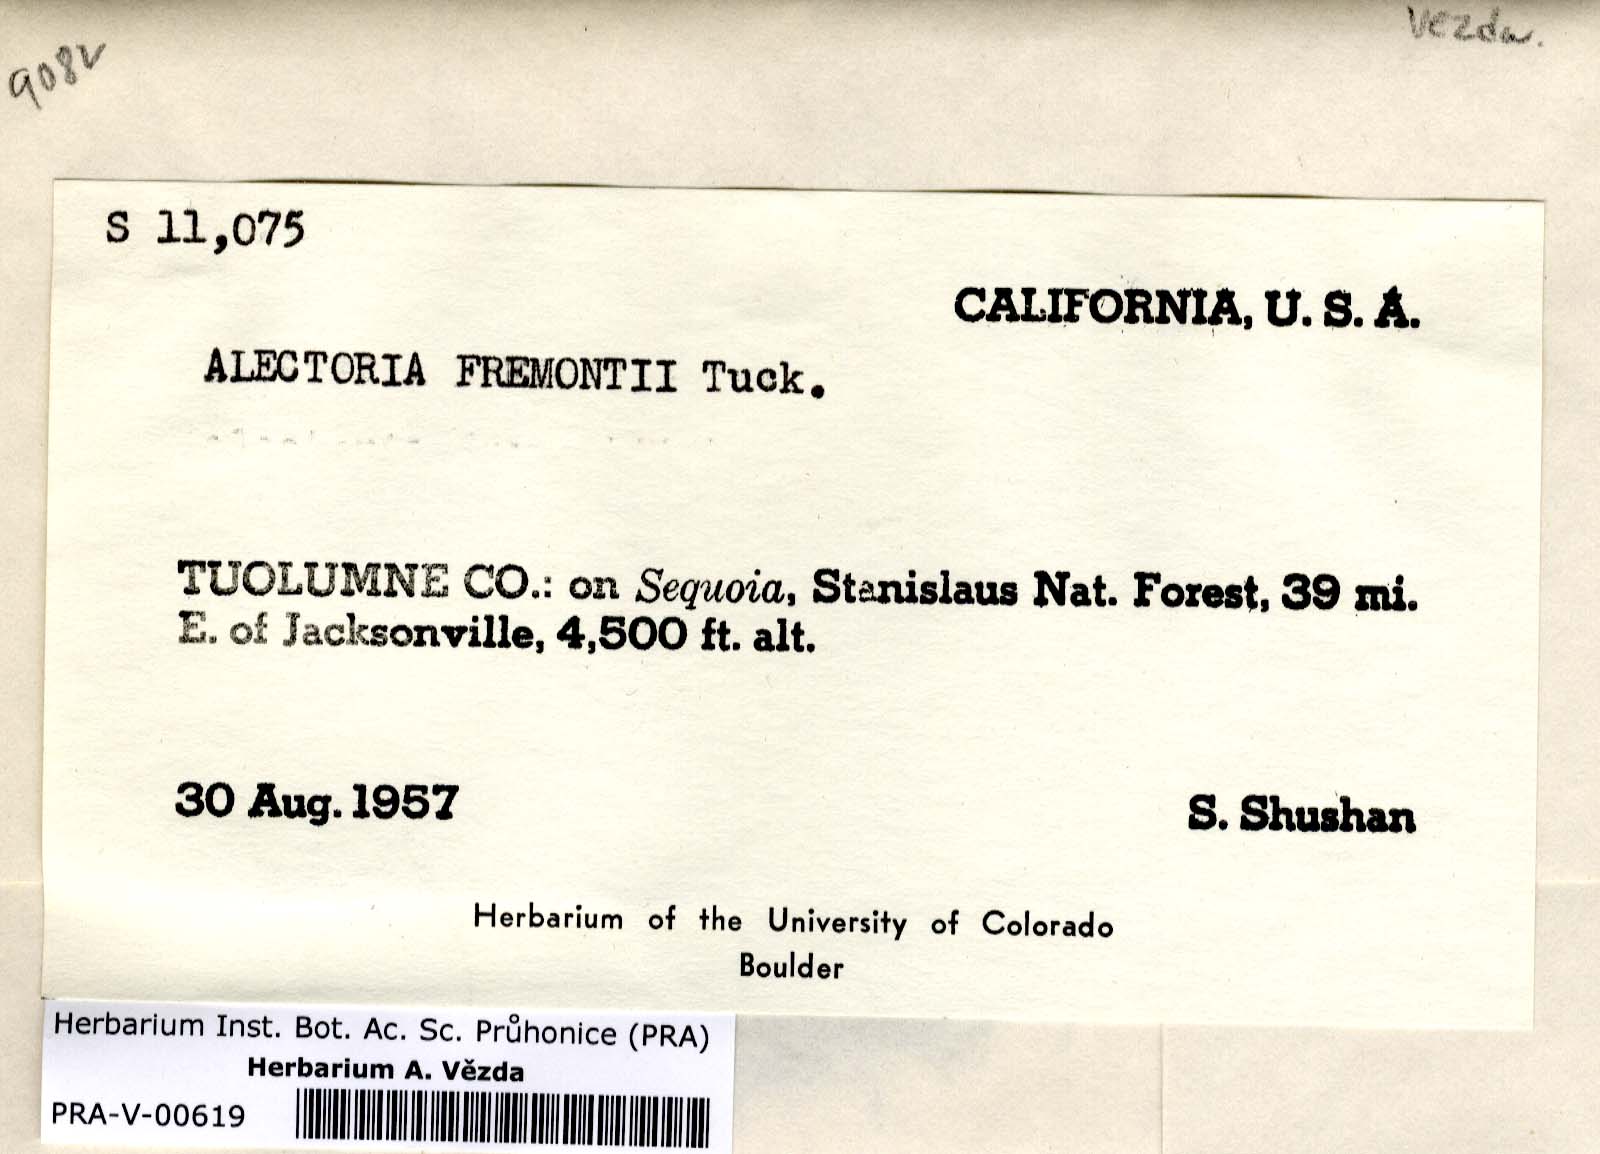 9082
Vezda.
S 11,075
CALIFORNIA, U. S. A.
ALECTORIA FREMONTII Tuck.
TUOLUMNE CO.: on Sequoia, Stanislaus Nat. Forest, 39 mi.
E. of Jacksonville, 4,500 ft. alt.
30 Aug. 1957
S. Shushan
Herbarium of the University of Colorado
Boulder
Herbarium Inst. Bot. Ac. Sc. Průhonice (PRA)
Herbarium A. Vězda
PRA-V-00619